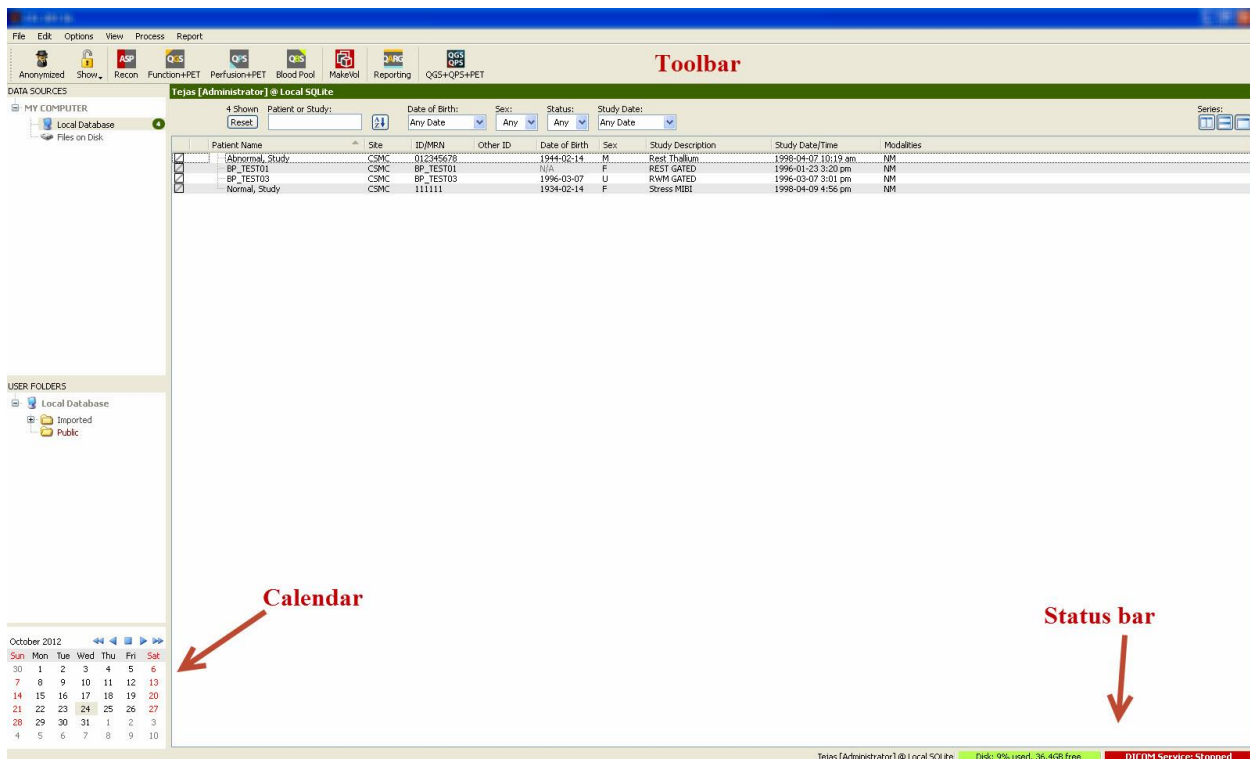 File Edit Options View Process Report
ASP QGS QPS QBS QARG QGS QPS
Anonymized Show Recon Function+PET Perfusion+PET Blood Pool MakeVol Reporting QGS+QPS+PET
Toolbar
DATA SOURCES
MY COMPUTER
Local Database 4
Files on Disk
Tejas [Administrator] @ Local SQLite
4 Shown Patient or Study: Date of Birth: Sex: Status: Study Date: Series:
Reset Any Date Any Any Any Date
Patient Name Site ID/MRN Other ID Date of Birth Sex Study Description Study Date/Time Modalities
Abnormal, Study CSMC 012345678 1944-02-14 M Rest Thallium 1998-04-07 10:19 am NM
BP_TEST01 CSMC BP_TEST01 N/A F REST GATED 1996-01-23 3:20 pm NM
BP_TEST03 CSMC BP_TEST03 1996-03-07 U RWM GATED 1996-03-07 3:01 pm NM
Normal, Study CSMC 111111 1934-02-14 F Stress MIBI 1998-04-09 4:56 pm NM
USER FOLDERS
Local Database
Imported
Public
Calendar
Status bar
October 2012
Sun Mon Tue Wed Thu Fri Sat
30 1 2 3 4 5 6
7 8 9 10 11 12 13
14 15 16 17 18 19 20
21 22 23 24 25 26 27
28 29 30 31 1 2 3
4 5 6 7 8 9 10
Tejas [Administrator] @ Local SQLite Disk: 9% used, 36.4GB free DICOM Service: Stopped